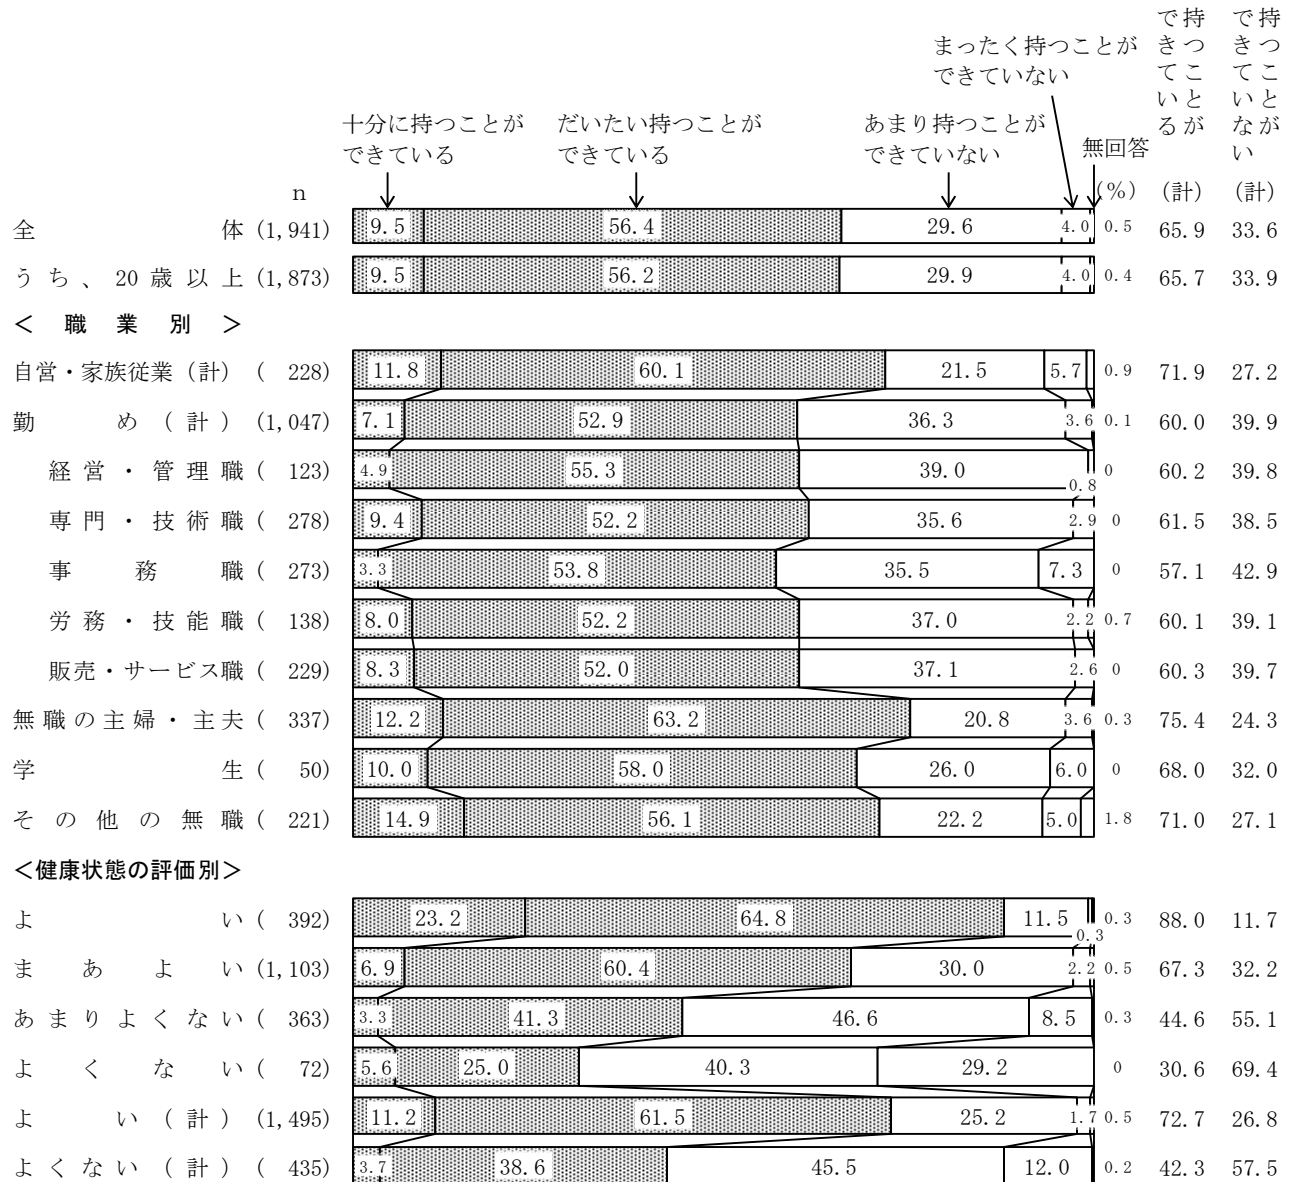 持つことができている
持つことができていない
まったく持つことが
できていない
十分に持つことが
できている
だいたい持つことが
できている
あまり持つことが
できていない
無回答
n (%) (計) (計)
全体 (1,941) 9.5 56.4 29.6 4.0 0.5 65.9 33.6
うち、20歳以上 (1,873) 9.5 56.2 29.9 4.0 0.4 65.7 33.9
＜職業別＞
自営・家族従業（計） ( 228) 11.8 60.1 21.5 5.7 0.9 71.9 27.2
勤め（計） (1,047) 7.1 52.9 36.3 3.6 0.1 60.0 39.9
経営・管理職 ( 123) 4.9 55.3 39.0 0.8 0 60.2 39.8
専門・技術職 ( 278) 9.4 52.2 35.6 2.9 0 61.5 38.5
事務職 ( 273) 3.3 53.8 35.5 7.3 0 57.1 42.9
労務・技能職 ( 138) 8.0 52.2 37.0 2.2 0.7 60.1 39.1
販売・サービス職 ( 229) 8.3 52.0 37.1 2.6 0 60.3 39.7
無職の主婦・主夫 ( 337) 12.2 63.2 20.8 3.6 0.3 75.4 24.3
学生 ( 50) 10.0 58.0 26.0 6.0 0 68.0 32.0
その他の無職 ( 221) 14.9 56.1 22.2 5.0 1.8 71.0 27.1
＜健康状態の評価別＞
よい ( 392) 23.2 64.8 11.5 0.3 0.3 88.0 11.7
まあよい (1,103) 6.9 60.4 30.0 2.2 0.5 67.3 32.2
あまりよくない ( 363) 3.3 41.3 46.6 8.5 0.3 44.6 55.1
よくない ( 72) 5.6 25.0 40.3 29.2 0 30.6 69.4
よい（計） (1,495) 11.2 61.5 25.2 1.7 0.5 72.7 26.8
よくない（計） ( 435) 3.7 38.6 45.5 12.0 0.2 42.3 57.5